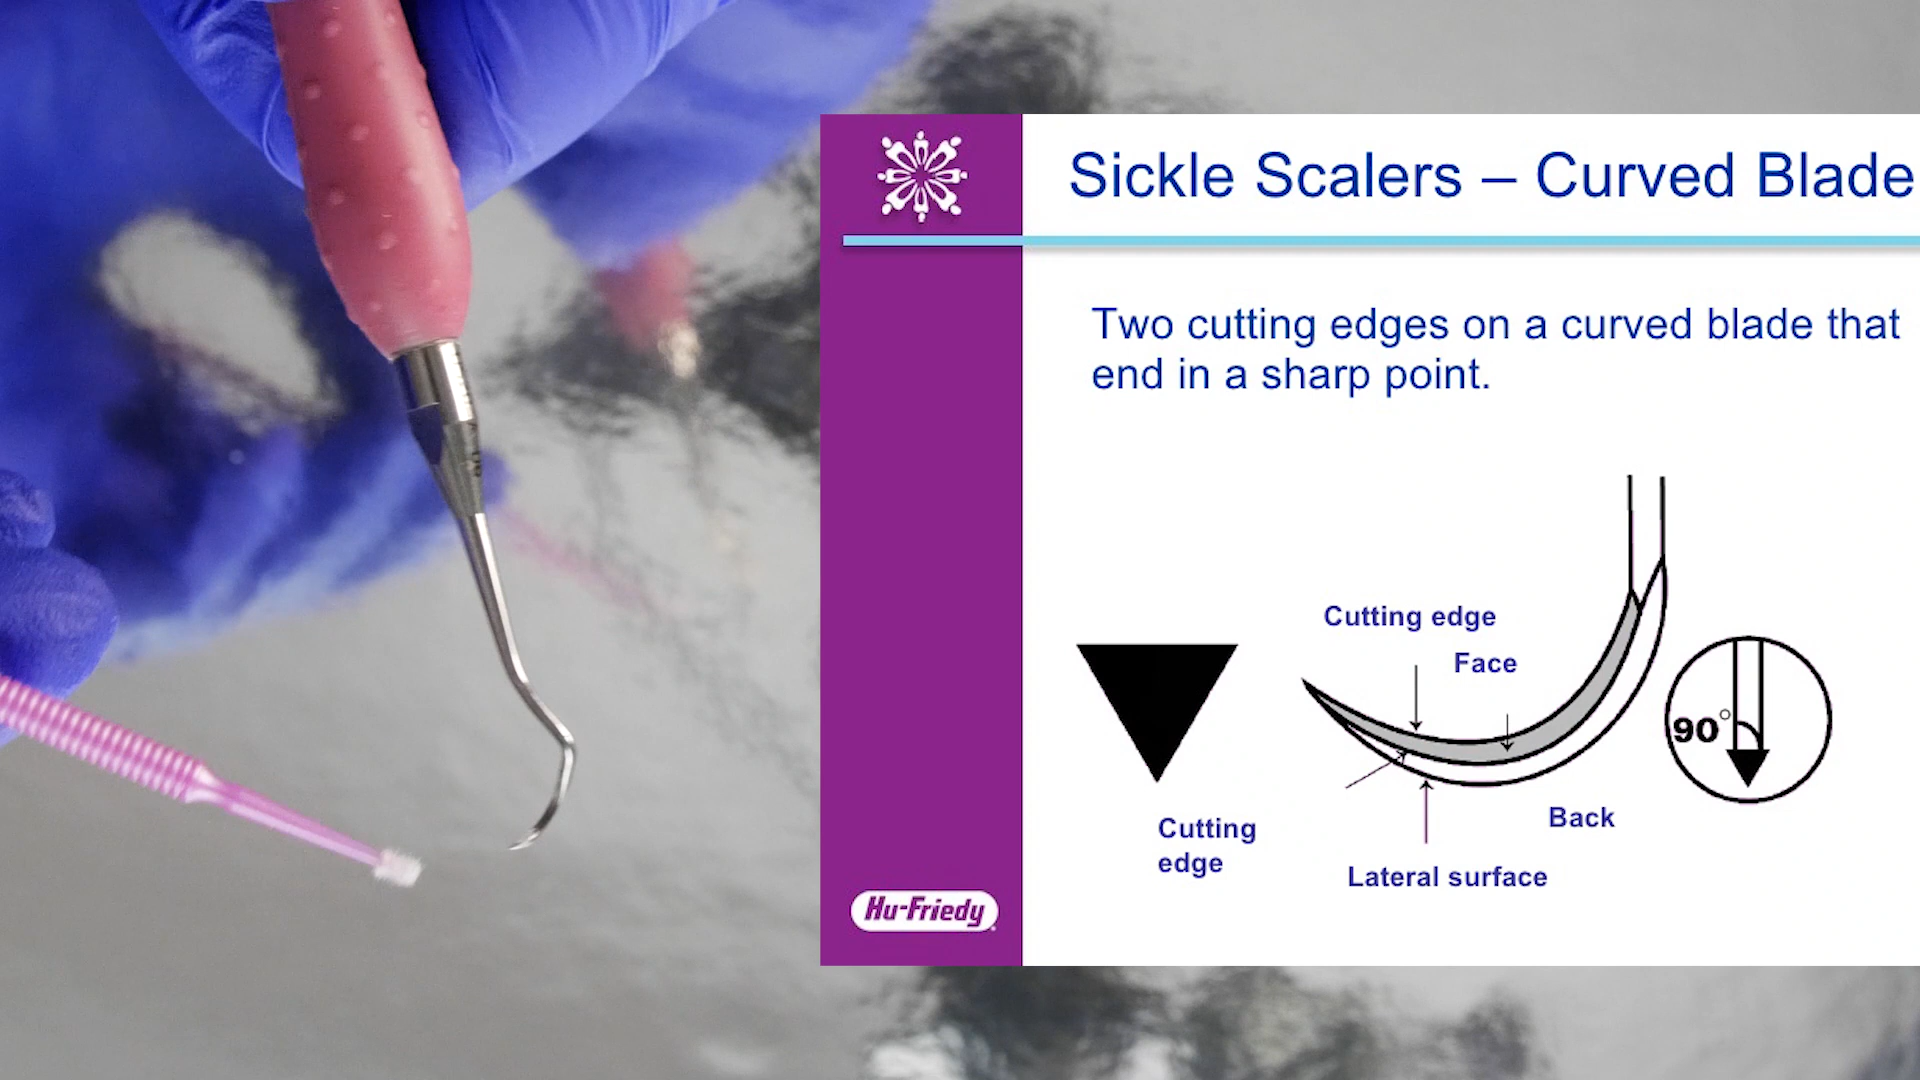 Sickle Scalers – Curved Blade
Two cutting edges on a curved blade that
end in a sharp point.
Cutting edge
Face
90°
Cutting
edge
Back
Lateral surface
Hu-Friedy